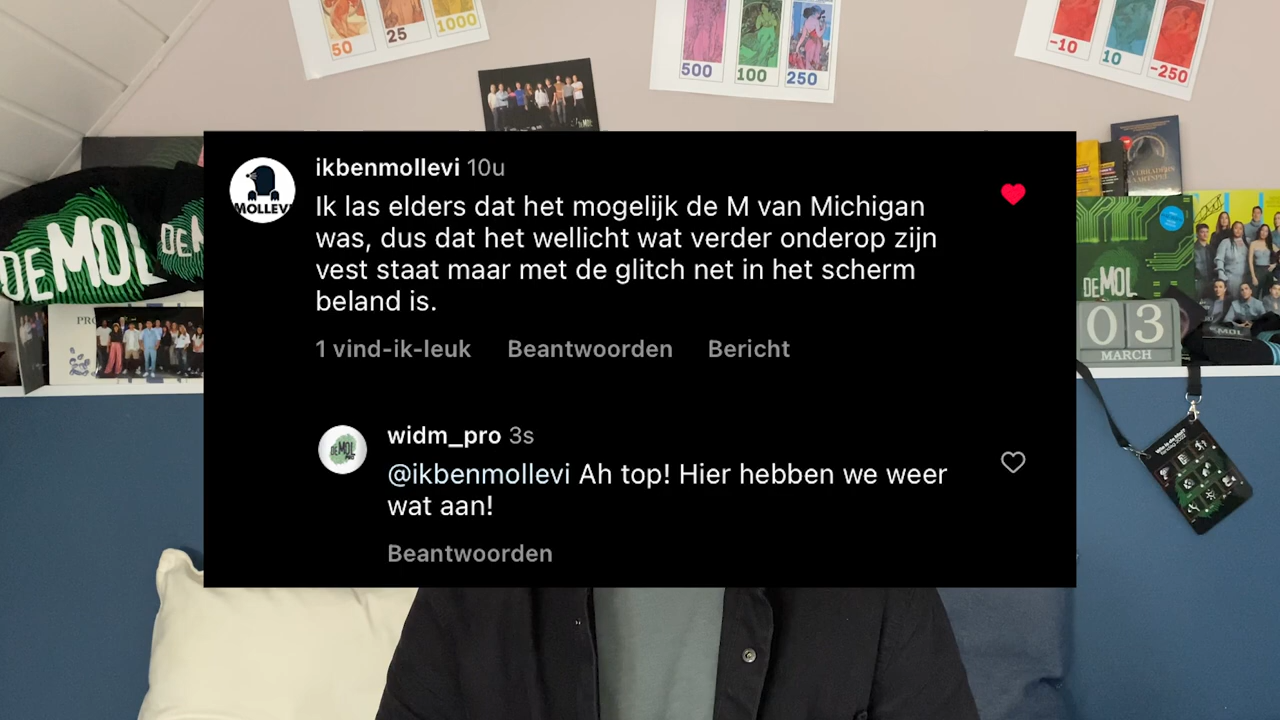 50
25
1000
500
100
250
-10
10
-250
ikbenmollevi 10u
Ik las elders dat het mogelijk de M van Michigan
was, dus dat het wellicht wat verder onderop zijn
vest staat maar met de glitch net in het scherm
beland is.
1 vind-ik-leuk Beantwoorden Bericht
widm_pro 3s
@ikbenmollevi Ah top! Hier hebben we weer
wat aan!
Beantwoorden
MOLLEVI
DE MOL
DE
DE MOL
03
MARCH